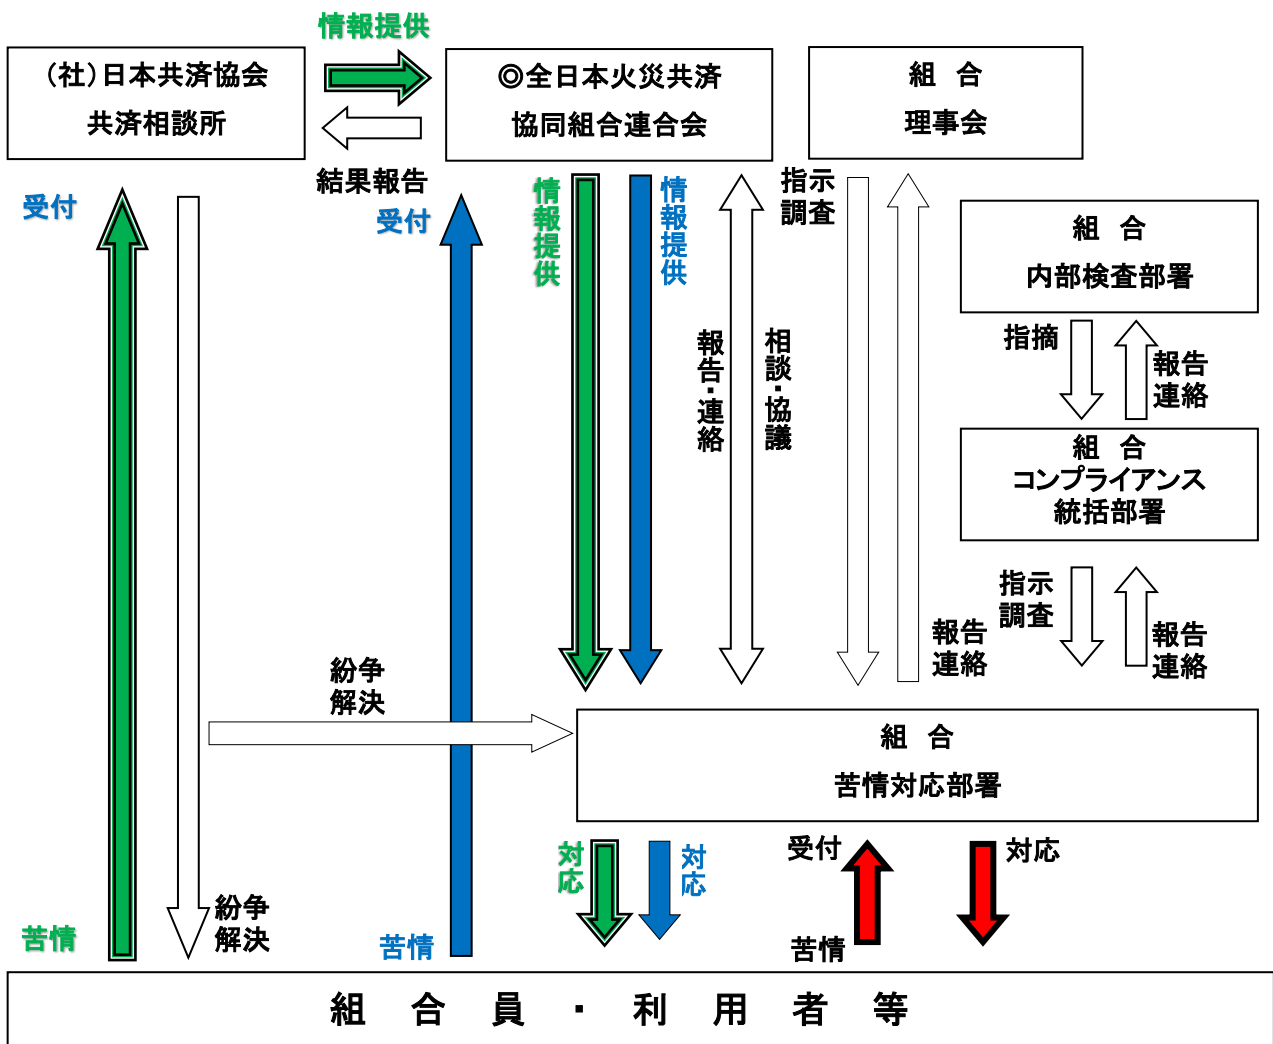 情報提供
（社）日本共済協会
共済相談所
◎全日本火災共済
協同組合連合会
組　合
理事会
結果報告
受付
受付
情報提供
情報提供
指示
調査
組　合
内部検査部署
指摘
報告
連絡
報告・連絡
相談・協議
組　合
コンプライアンス
統括部署
指示
調査
報告
連絡
報告
連絡
紛争
解決
組　合
苦情対応部署
対応
対応
受付
対応
紛争
解決
苦情
苦情
苦情
組　合　員　・　利　用　者　等